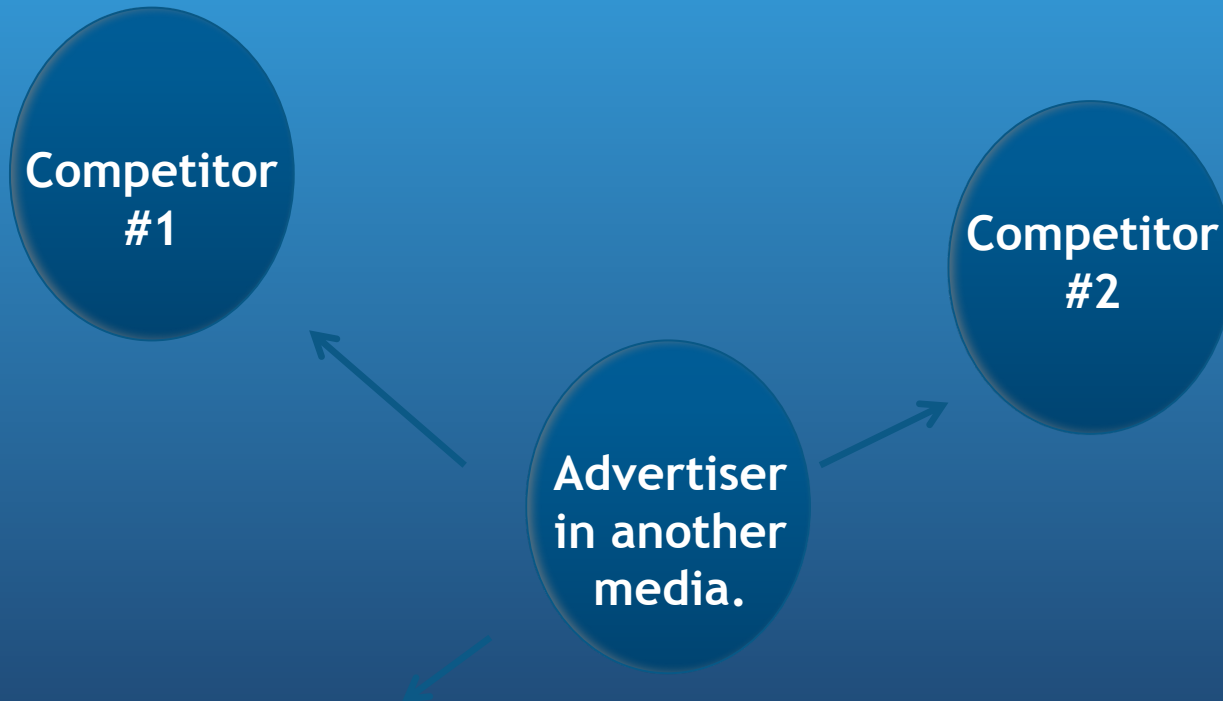 Competitor
#1
Competitor
#2
Advertiser
in another
media.